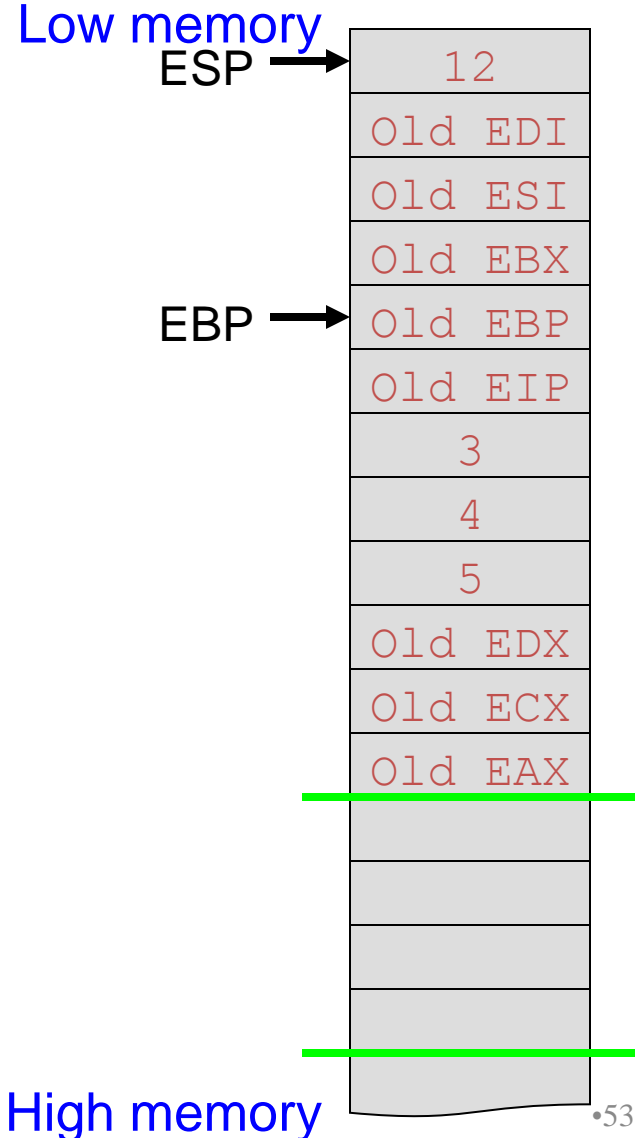 Low memory
ESP
12
Old EDI
Old ESI
Old EBX
EBP
Old EBP
Old EIP
3
4
5
Old EDX
Old ECX
Old EAX
High memory
•53